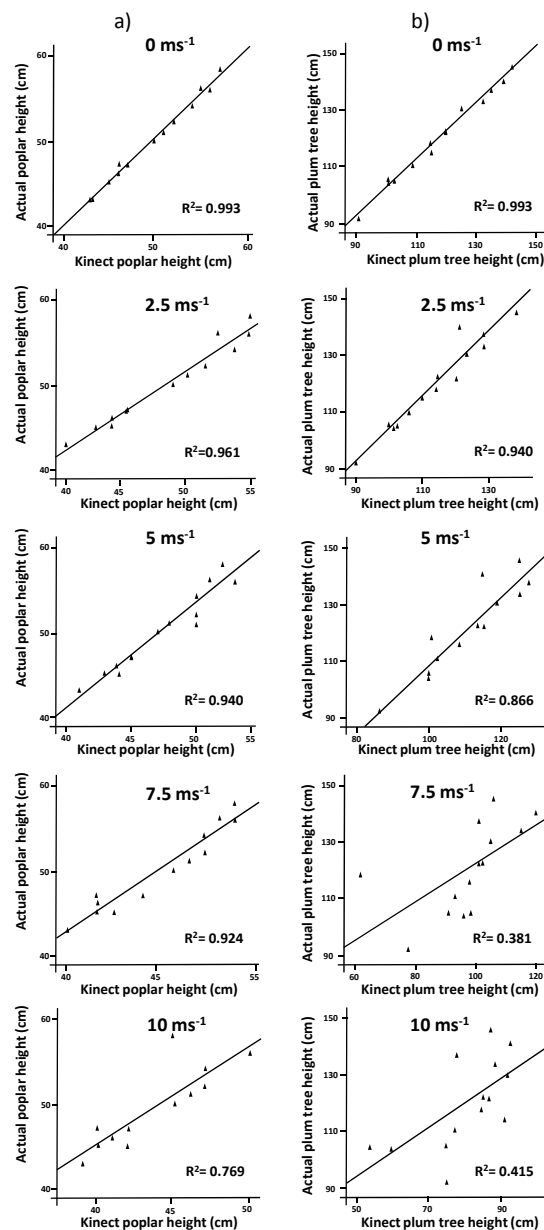 a)
b)
0 ms-1
Actual poplar height (cm)
60
50
40
R2= 0.993
40
50
60
Kinect poplar height (cm)
0 ms-1
Actual plum tree height (cm)
150
130
110
90
R2= 0.993
90
110
130
150
Kinect plum tree height (cm)
2.5 ms-1
Actual poplar height (cm)
60
50
40
R2=0.961
40
45
50
55
Kinect poplar height (cm)
2.5 ms-1
Actual plum tree height (cm)
150
130
110
90
R2= 0.940
90
110
130
Kinect plum tree height (cm)
5 ms-1
Actual poplar height (cm)
60
50
40
R2= 0.940
40
45
50
55
Kinect poplar height (cm)
5 ms-1
Actual plum tree height (cm)
150
130
110
90
R2= 0.866
80
100
120
Kinect plum tree height (cm)
7.5 ms-1
Actual poplar height (cm)
60
50
40
R2= 0.924
40
45
55
Kinect poplar height (cm)
7.5 ms-1
Actual plum tree height (cm)
150
130
110
90
R2= 0.381
60
80
100
120
Kinect plum tree height (cm)
10 ms-1
Actual poplar height (cm)
60
50
40
R2= 0.769
40
45
50
Kinect poplar height (cm)
10 ms-1
Actual plum tree height (cm)
150
130
110
90
R2= 0.415
50
70
90
Kinect plum tree height (cm)